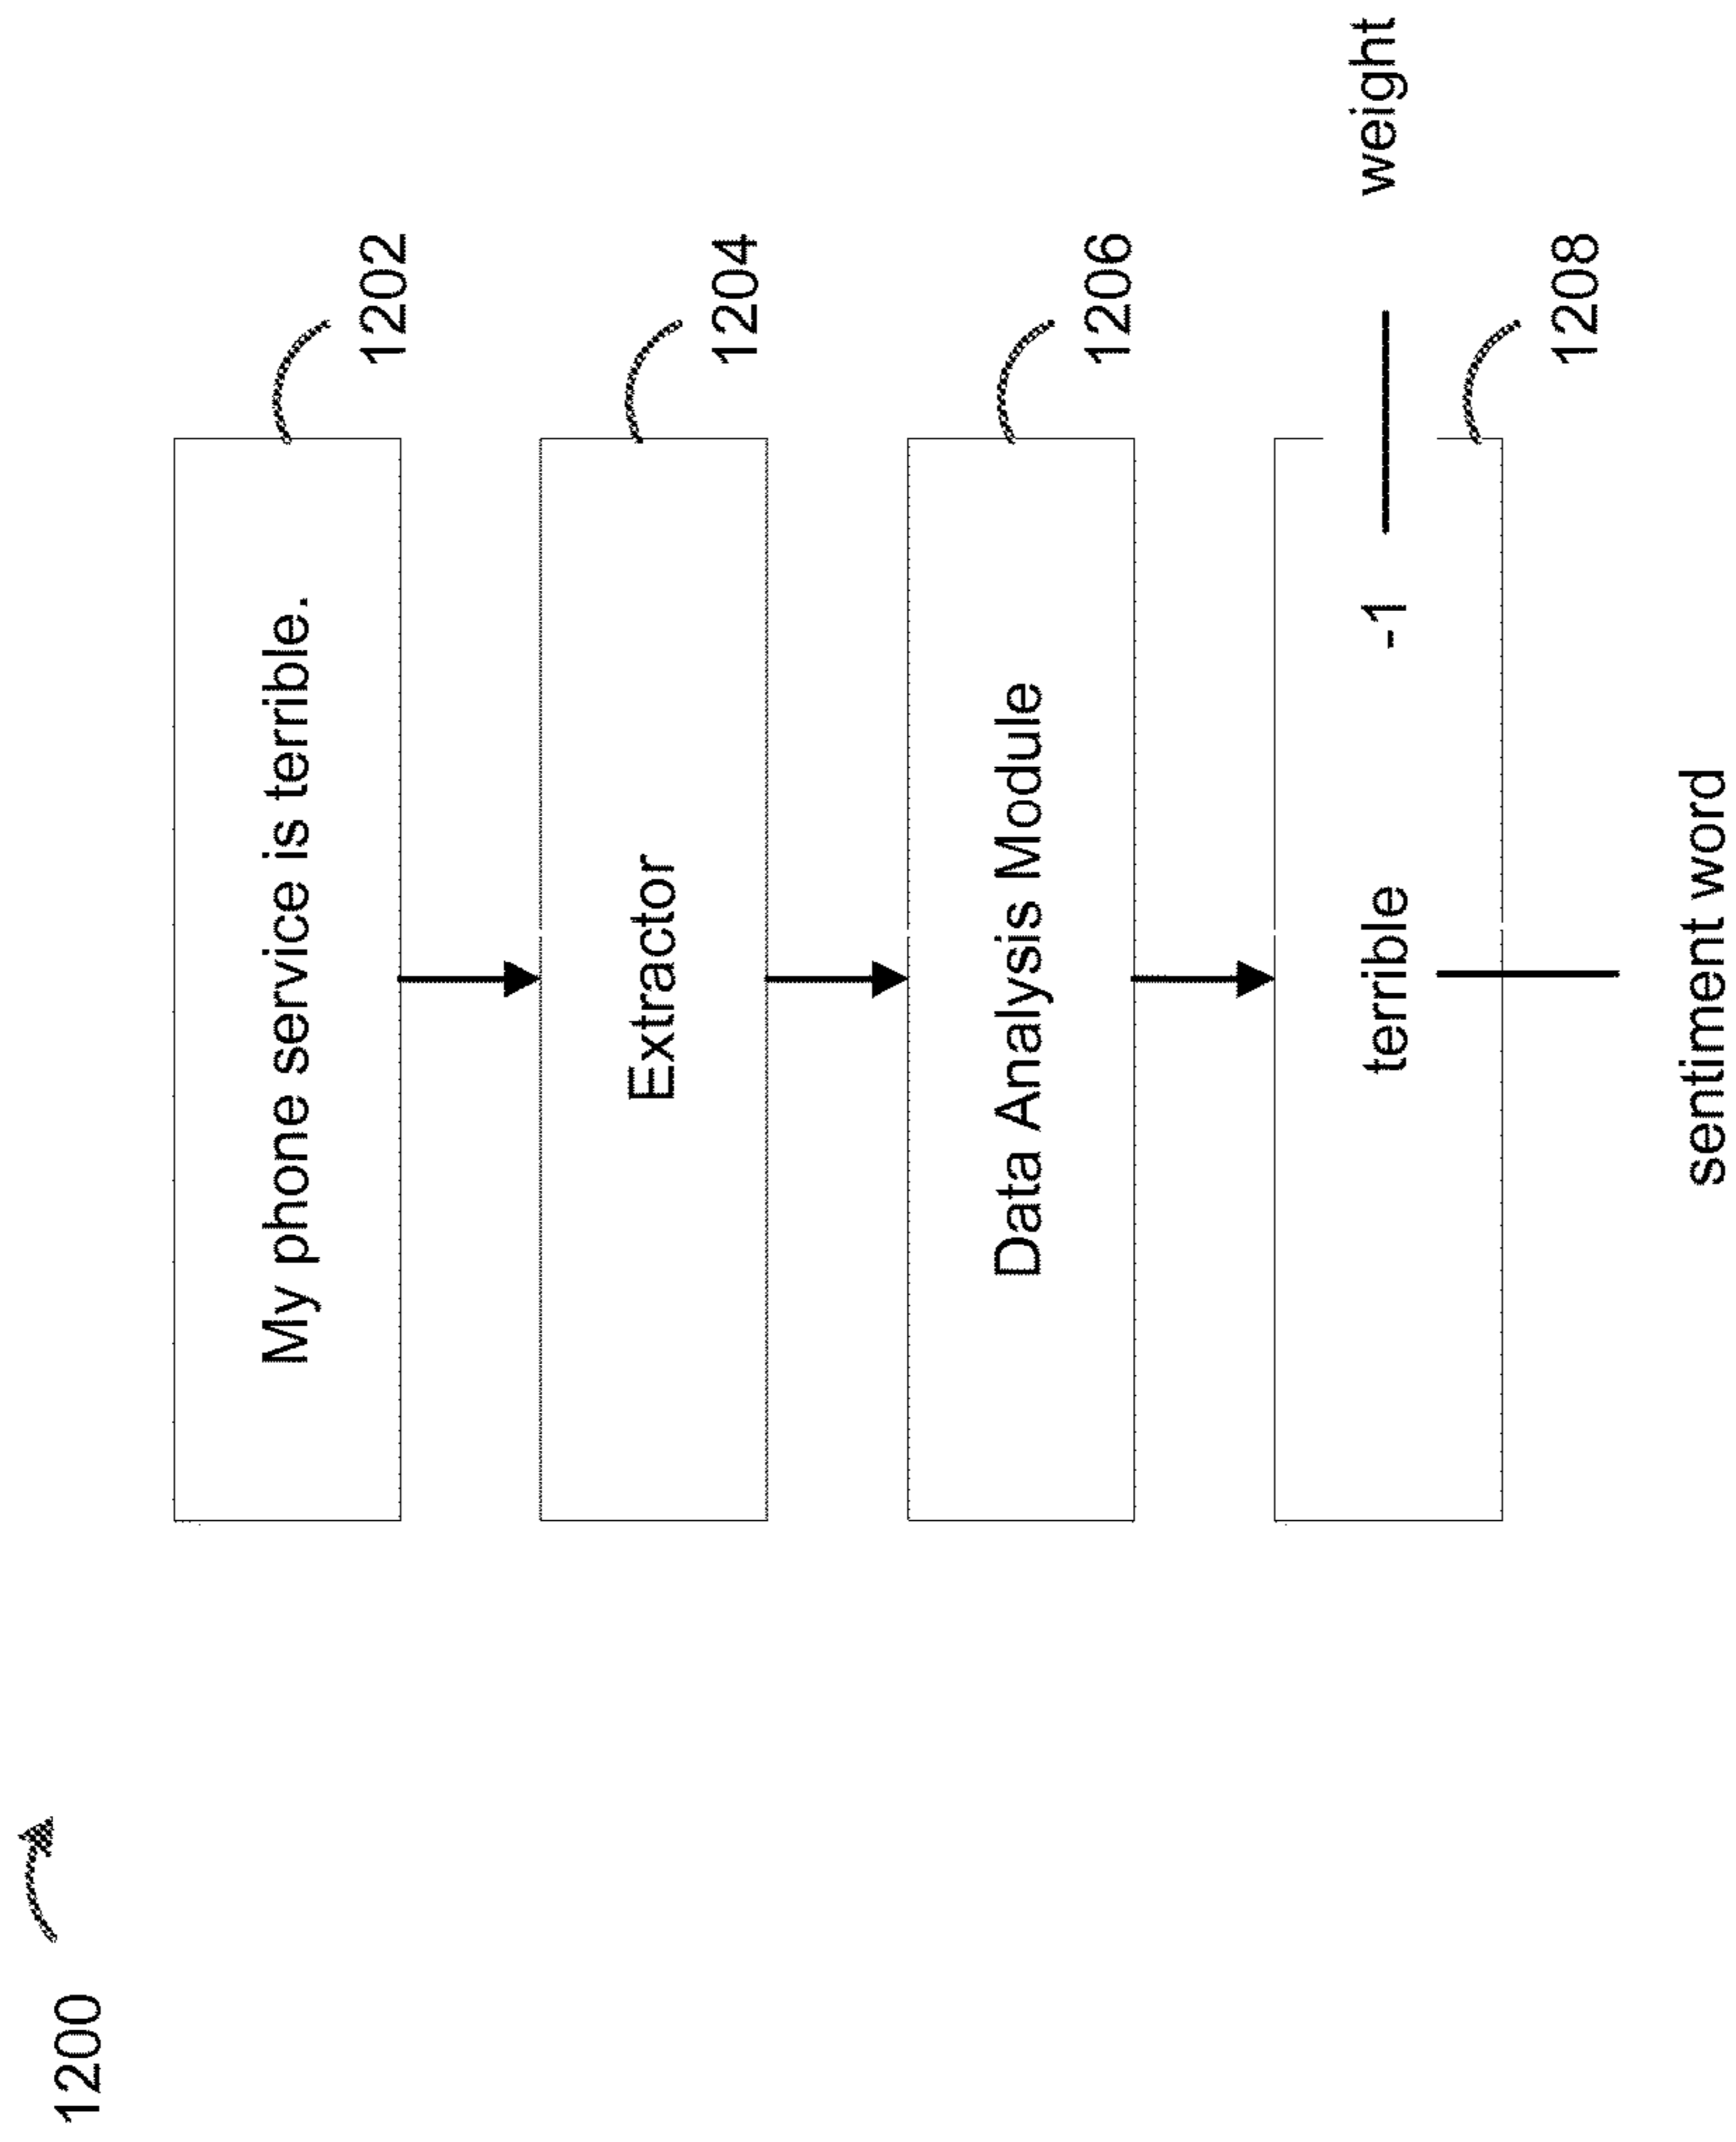 1200
My phone service is terrible.
1202
Extractor
1204
Data Analysis Module
1206
terrible -1 weight
1208
sentiment word